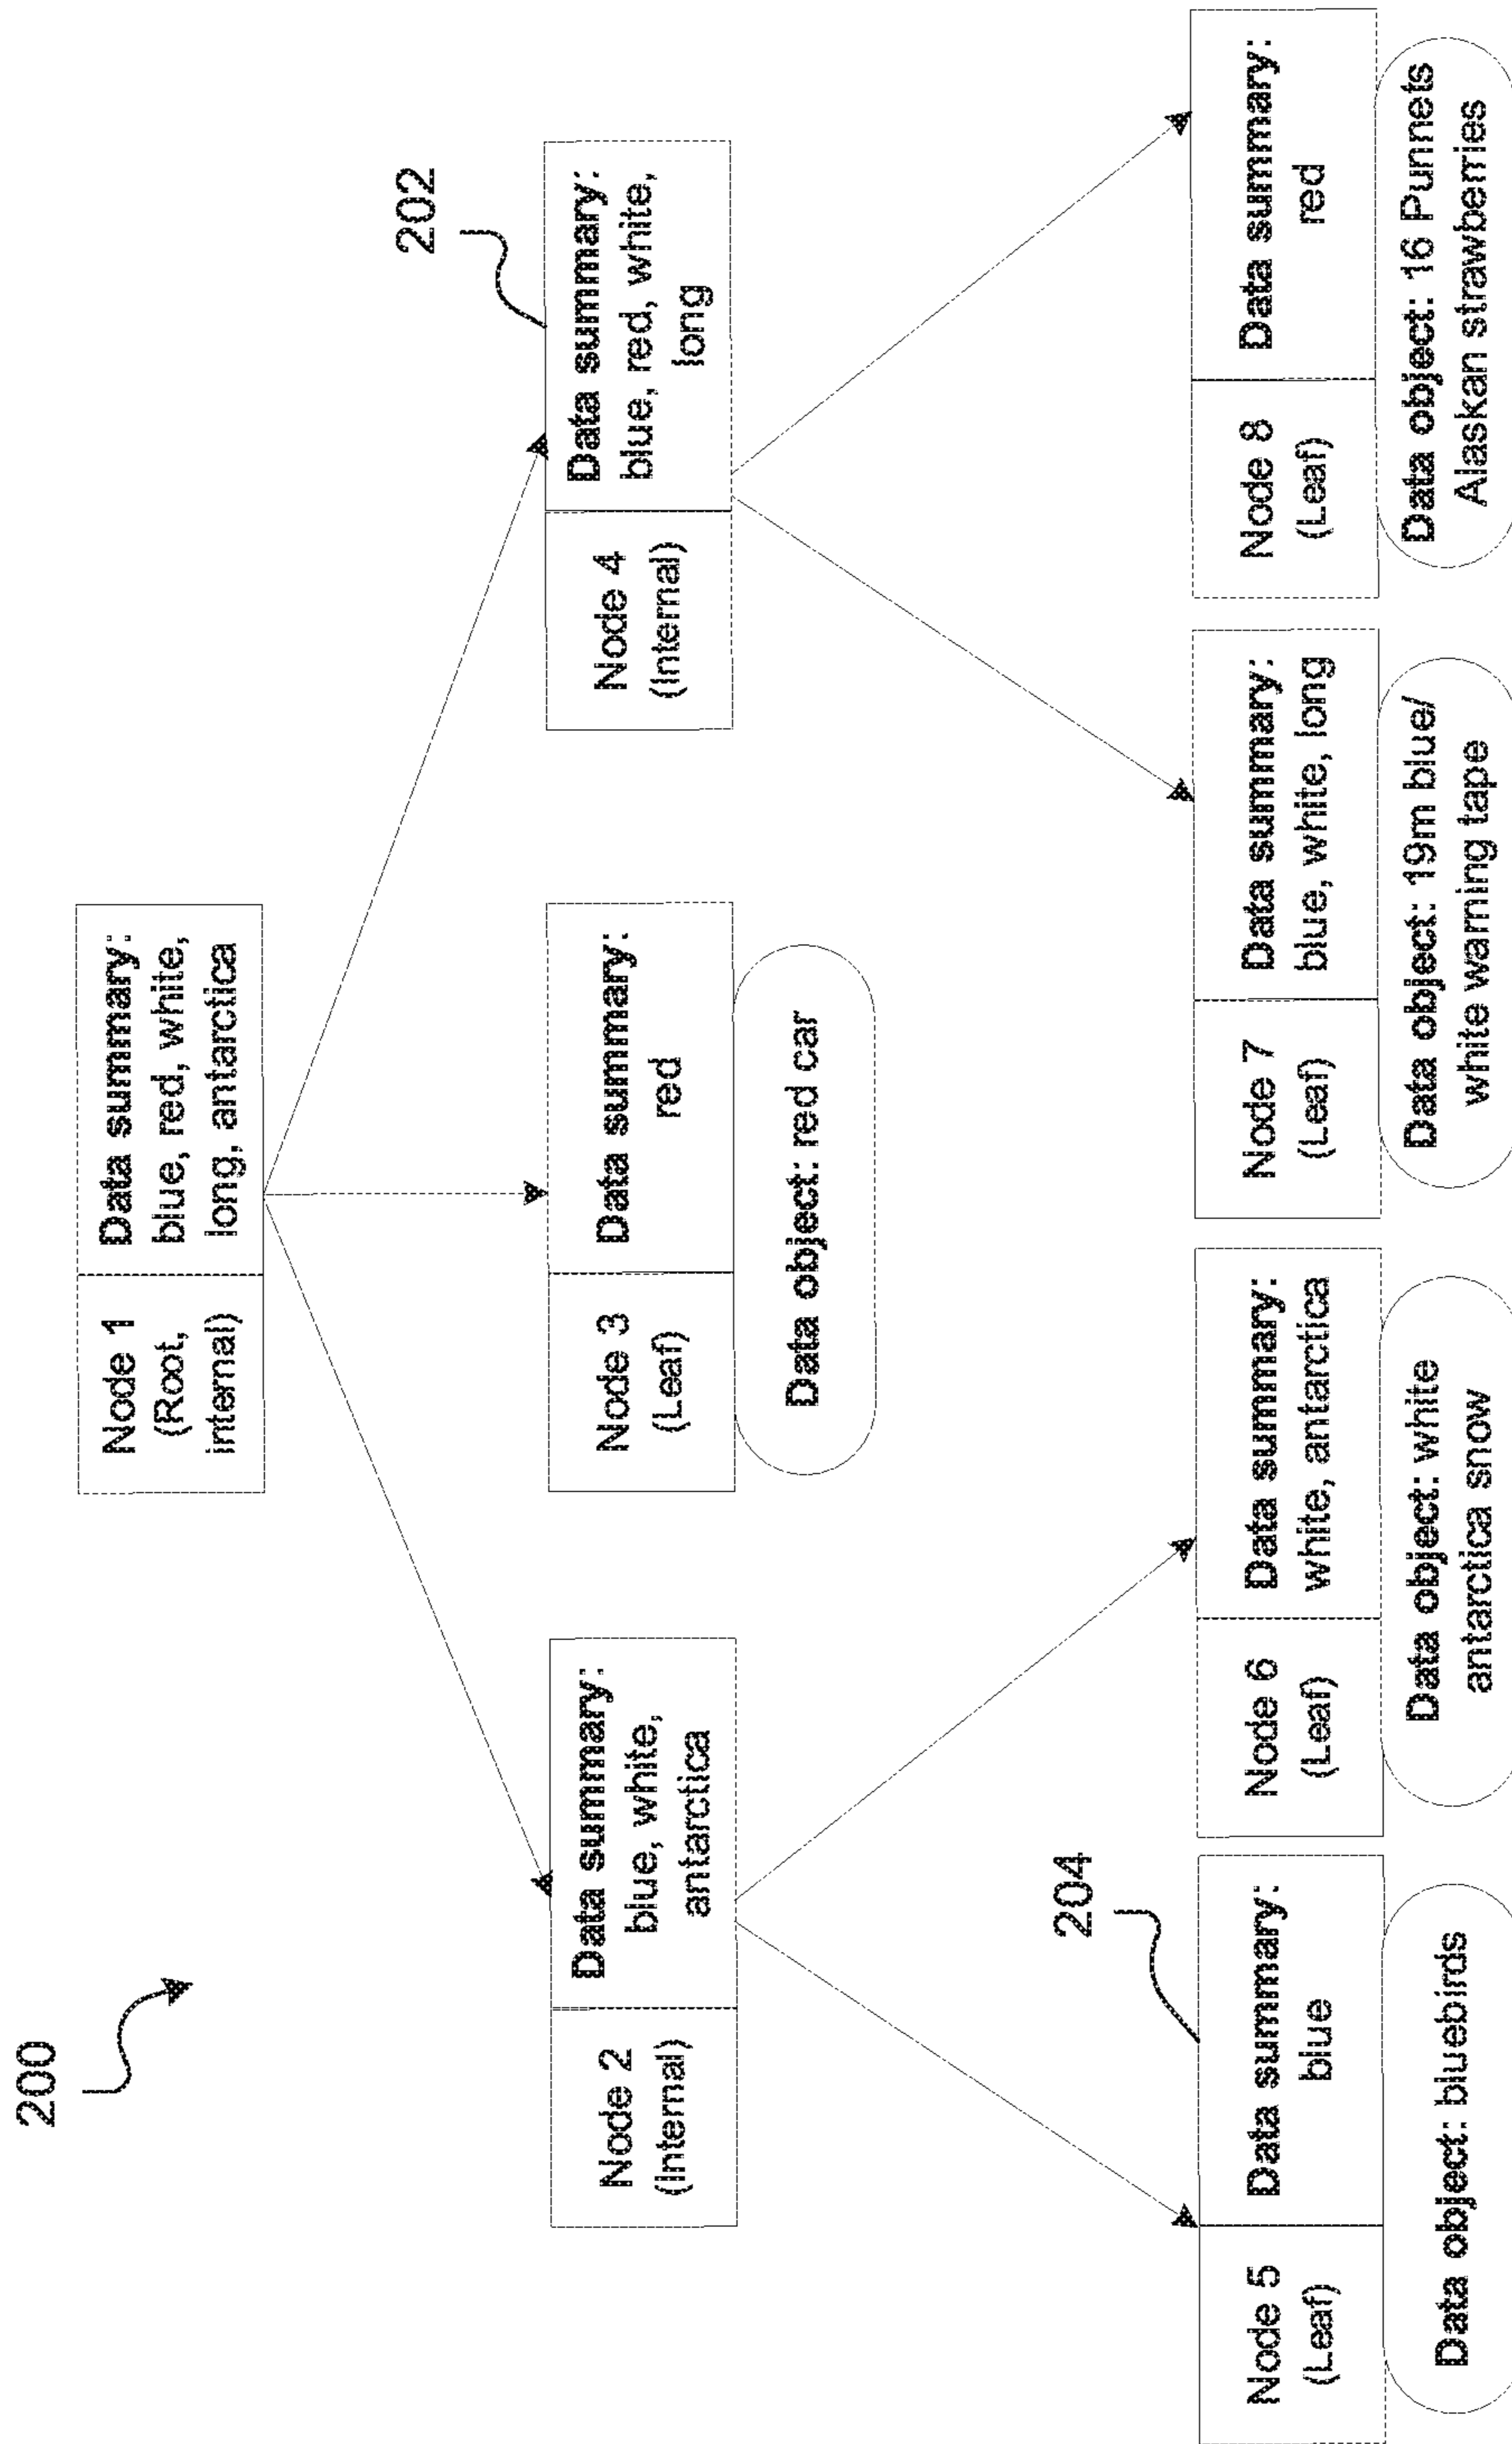 200
Node 1
(Root,
internal)
Data summary:
blue, red, white,
long, antarctica
Node 2
(Internal)
Data summary:
blue, white,
antarctica
Node 3
(Leaf)
Data summary:
red
Data object: red car
202
Node 4
(Internal)
Data summary:
blue, red, white,
long
204
Node 5
(Leaf)
Data summary:
blue
Data object: bluebirds
Node 6
(Leaf)
Data summary:
white, antarctica
Data object: white
antarctica snow
Node 7
(Leaf)
Data summary:
blue, white, long
Data object: 19m blue/
white warning tape
Node 8
(Leaf)
Data summary:
red
Data object: 16 Punnets
Alaskan strawberries